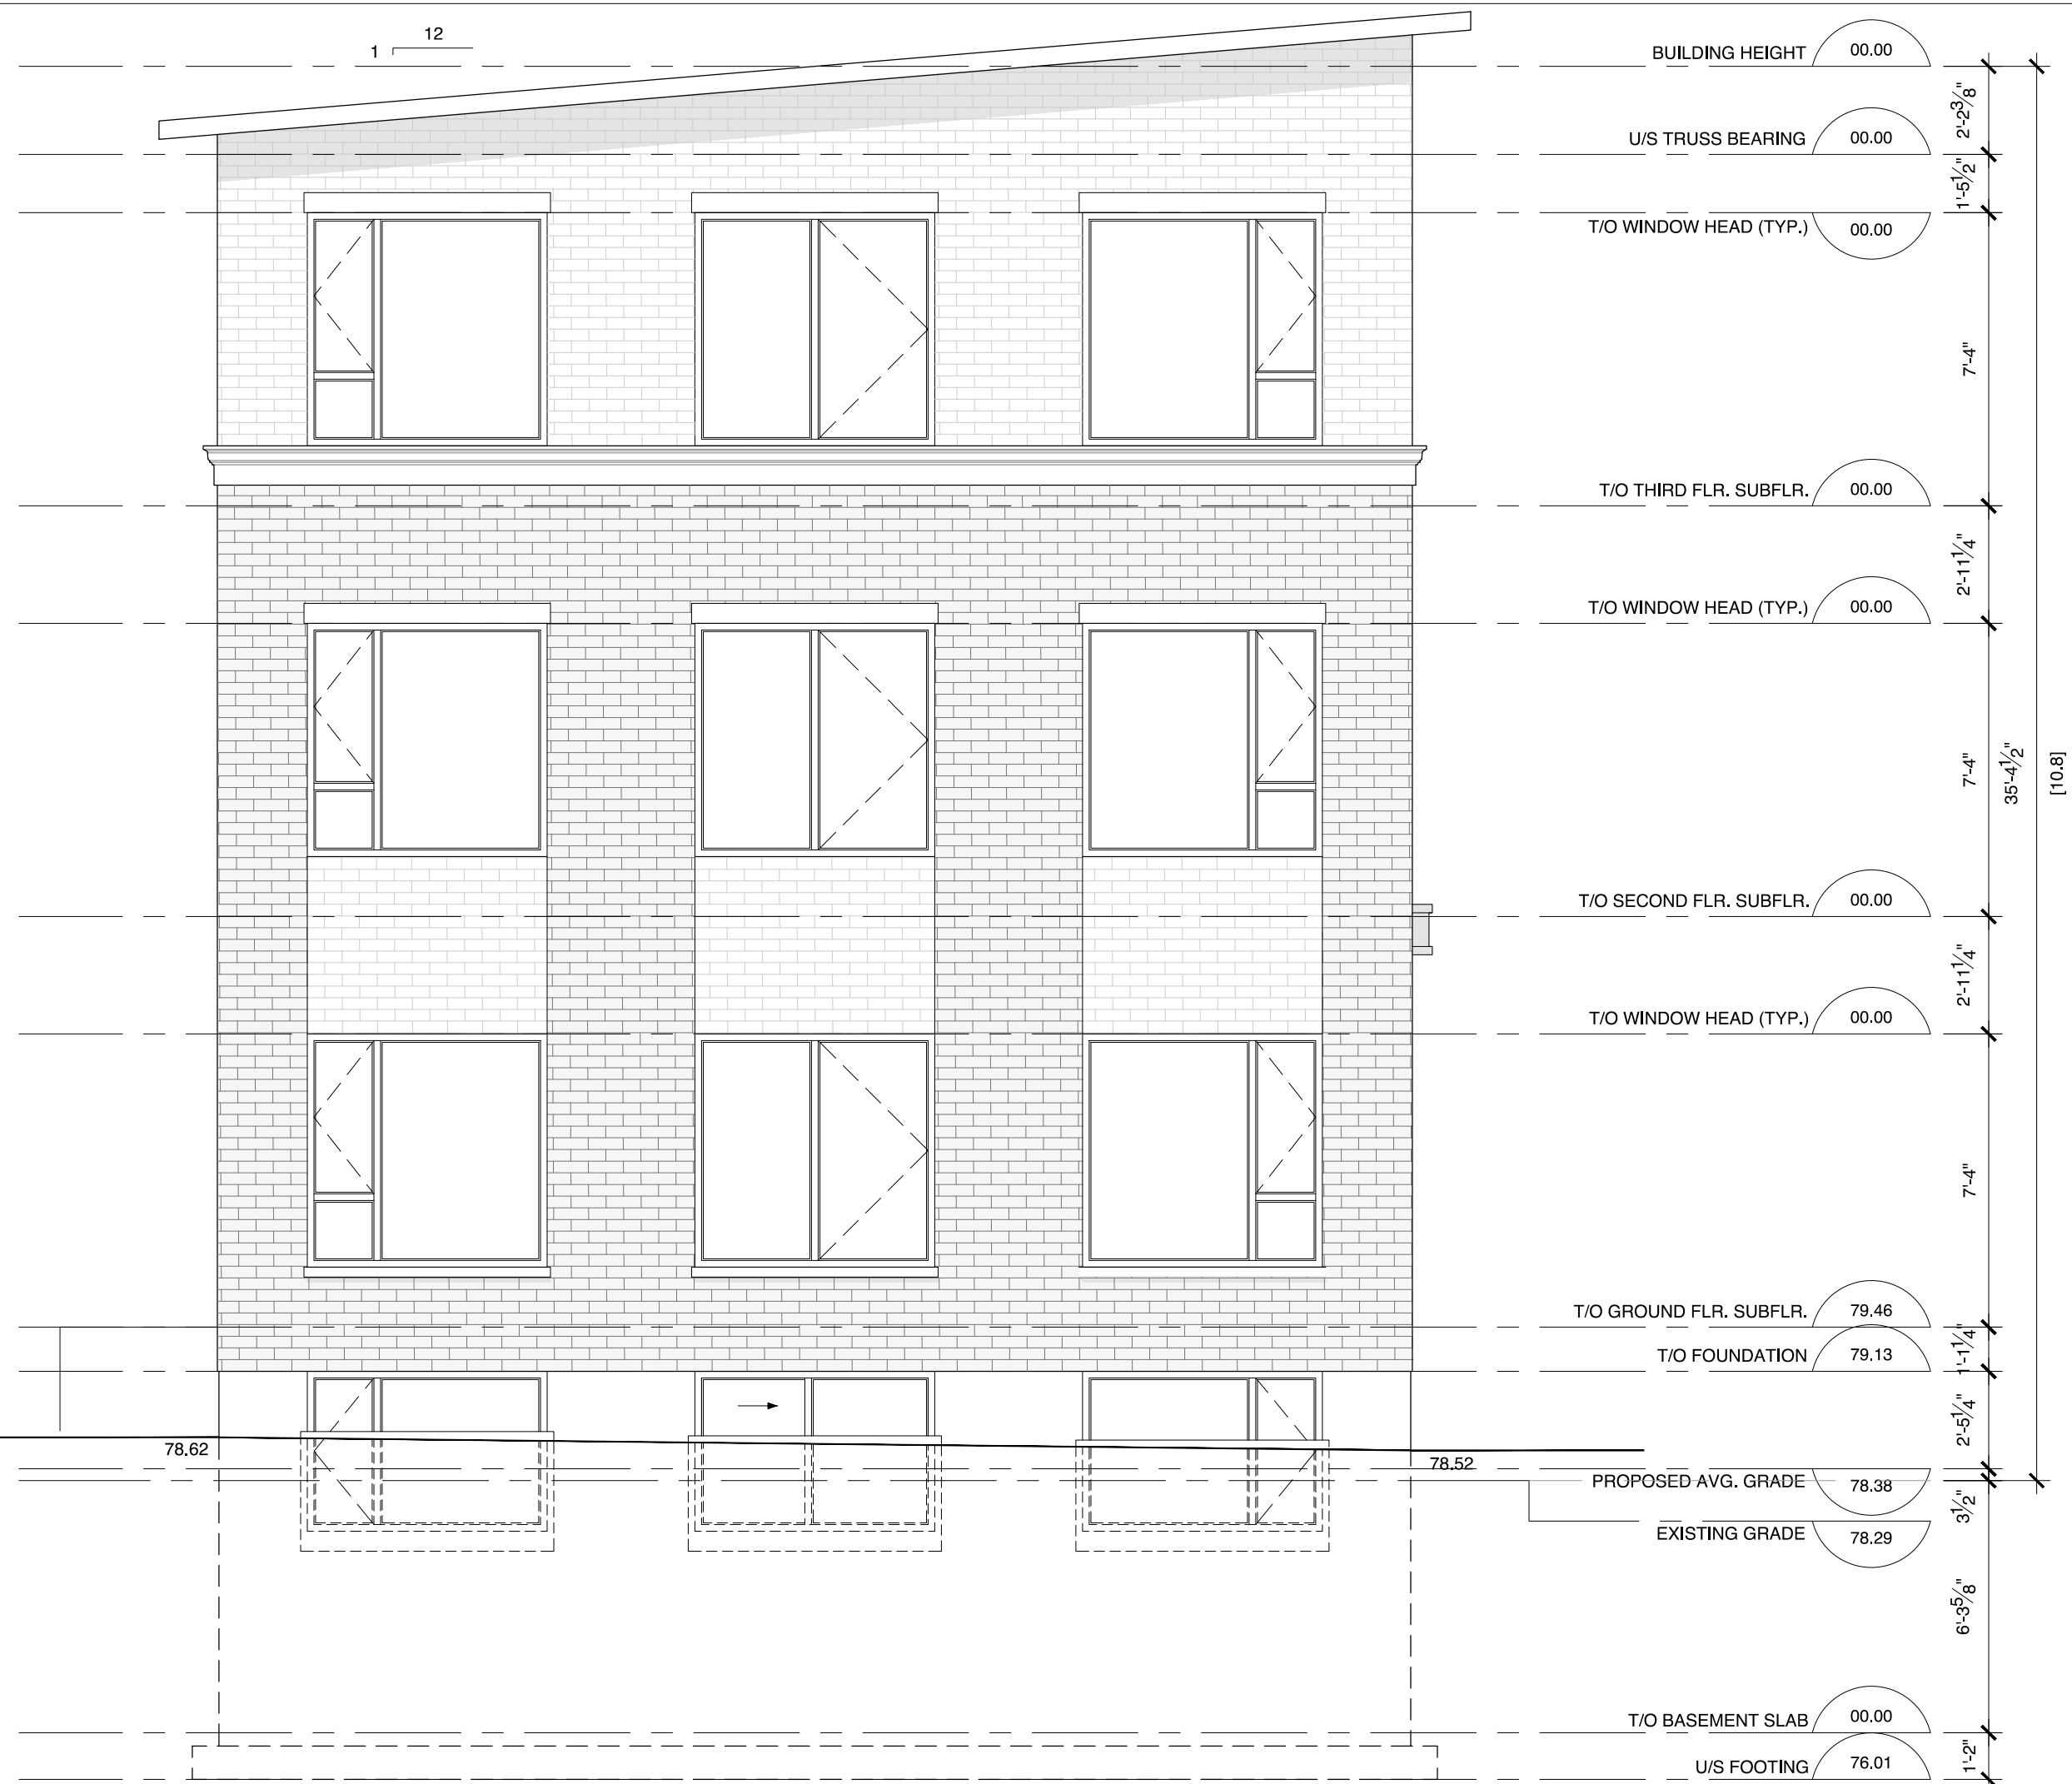 12
1
BUILDING HEIGHT 00.00
2'-2 3/8"
U/S TRUSS BEARING 00.00
1'-5 1/2"
T/O WINDOW HEAD (TYP.) 00.00
7'-4"
T/O THIRD FLR. SUBFLR. 00.00
2'-11 1/4"
T/O WINDOW HEAD (TYP.) 00.00
7'-4"
35'-4 1/2"
[10.8]
T/O SECOND FLR. SUBFLR. 00.00
2'-11 1/4"
T/O WINDOW HEAD (TYP.) 00.00
7'-4"
T/O GROUND FLR. SUBFLR. 79.46
1'-1 1/4"
T/O FOUNDATION 79.13
2'-5 1/4"
78.62
78.52
PROPOSED AVG. GRADE 78.38
3 1/2"
EXISTING GRADE 78.29
6'-3 5/8"
T/O BASEMENT SLAB 00.00
1'-2"
U/S FOOTING 76.01